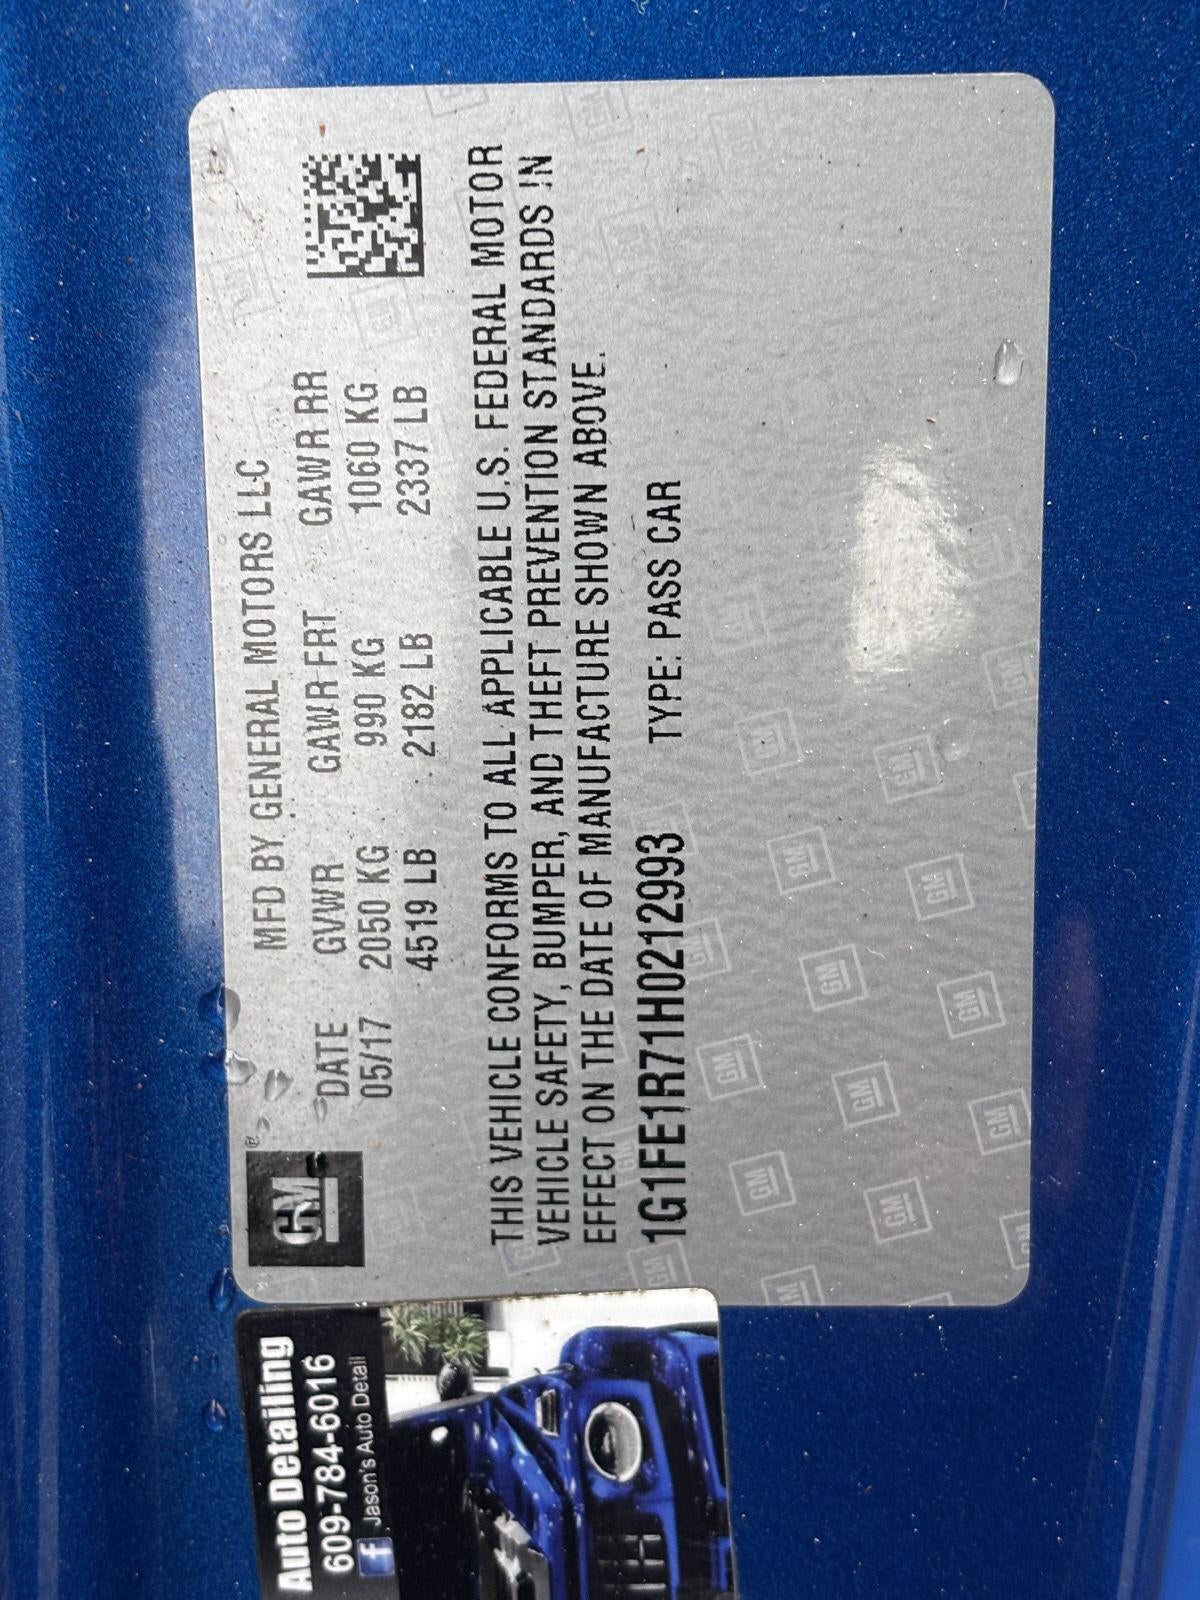 GM
MFD BY GENERAL MOTORS LLC
DATE GVWR GAWR FRT GAWR RR
05/17 2050 KG 990 KG 1060 KG
4519 LB 2182 LB 2337 LB
THIS VEHICLE CONFORMS TO ALL APPLICABLE U.S. FEDERAL MOTOR
VEHICLE SAFETY, BUMPER, AND THEFT PREVENTION STANDARDS IN
EFFECT ON THE DATE OF MANUFACTURE SHOWN ABOVE.
1G1FE1R71H0212993 TYPE: PASS CAR
Auto Detailing
609-784-6016
f Jason's Auto Detail